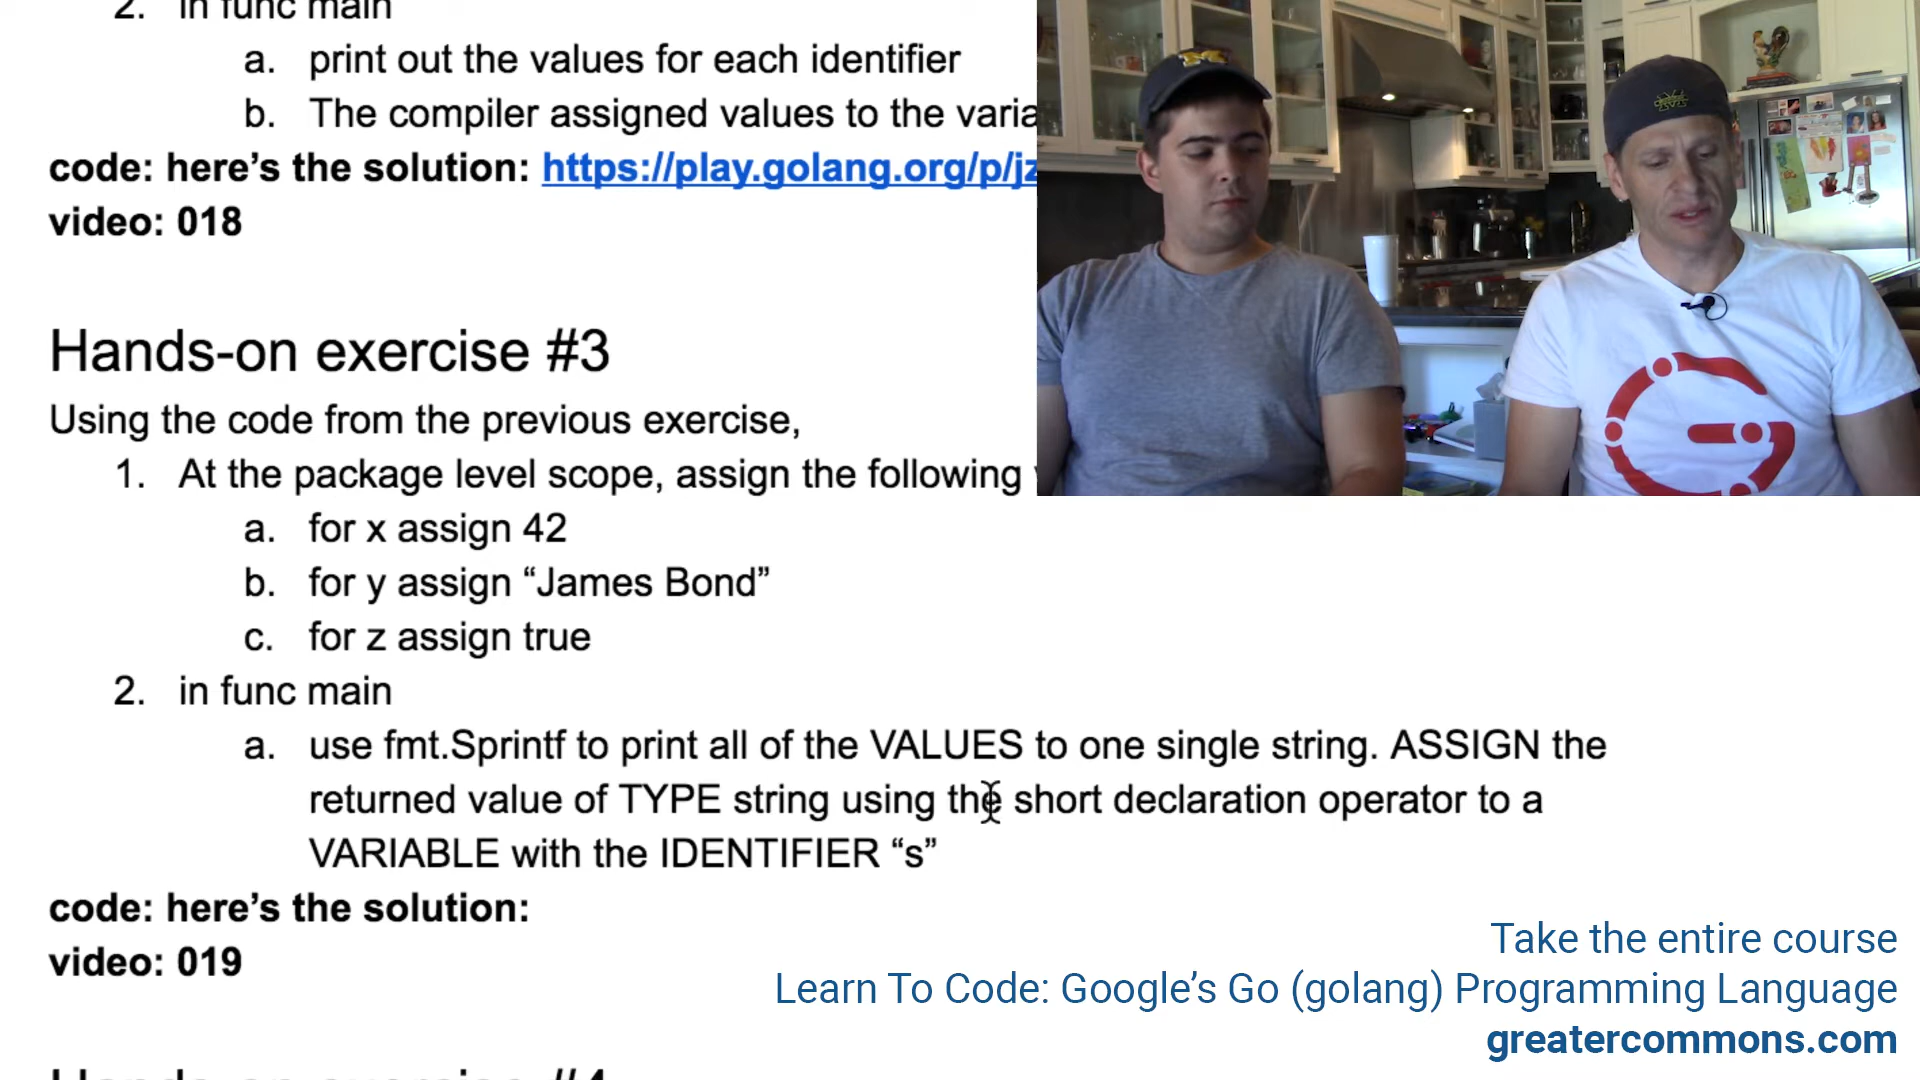 2. in func main
a. print out the values for each identifier
b. The compiler assigned values to the varia
code: here’s the solution: https://play.golang.org/p/jz
video: 018
Hands-on exercise #3
Using the code from the previous exercise,
1. At the package level scope, assign the following
a. for x assign 42
b. for y assign “James Bond”
c. for z assign true
2. in func main
a. use fmt.Sprintf to print all of the VALUES to one single string. ASSIGN the
returned value of TYPE string using the short declaration operator to a
VARIABLE with the IDENTIFIER “s”
code: here’s the solution:
video: 019
Take the entire course
Learn To Code: Google’s Go (golang) Programming Language
greatercommons.com
Hands-on exercise #4